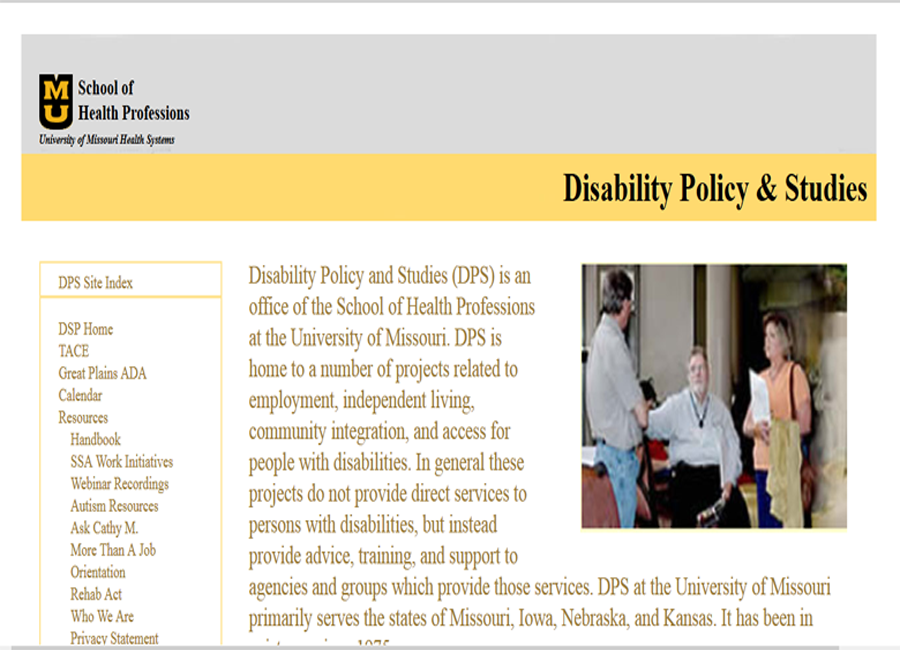 MU
School of
Health Professions
University of Missouri Health Systems
Disability Policy & Studies
DPS Site Index
DSP Home
TACE
Great Plains ADA
Calendar
Resources
Handbook
SSA Work Initiatives
Webinar Recordings
Autism Resources
Ask Cathy M.
More Than A Job
Orientation
Rehab Act
Who We Are
Privacy Statement
Disability Policy and Studies (DPS) is an
office of the School of Health Professions
at the University of Missouri. DPS is
home to a number of projects related to
employment, independent living,
community integration, and access for
people with disabilities. In general these
projects do not provide direct services to
persons with disabilities, but instead
provide advice, training, and support to
agencies and groups which provide those services. DPS at the University of Missouri
primarily serves the states of Missouri, Iowa, Nebraska, and Kansas. It has been in